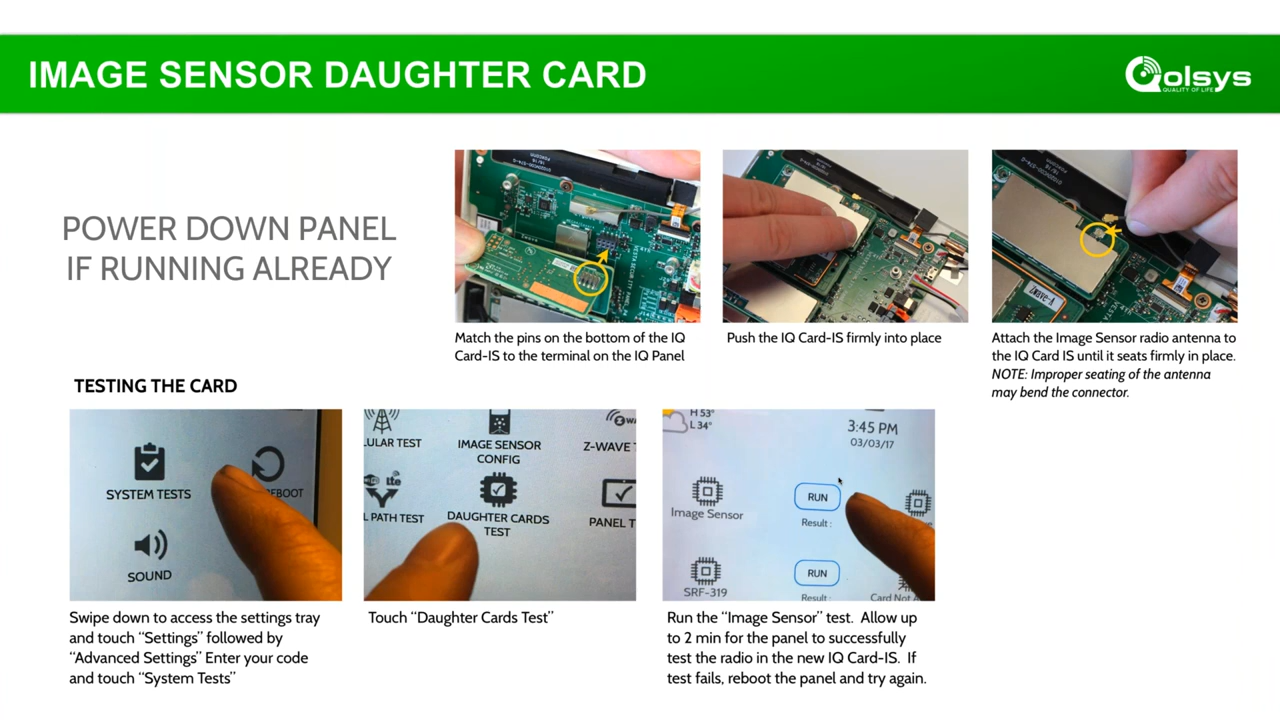 IMAGE SENSOR DAUGHTER CARD
Qolsys
QUALITY OF LIFE
POWER DOWN PANEL
IF RUNNING ALREADY
Match the pins on the bottom of the IQ
Card-IS to the terminal on the IQ Panel
Push the IQ Card-IS firmly into place
Zwave-A
Attach the Image Sensor radio antenna to
the IQ Card IS until it seats firmly in place.
NOTE: Improper seating of the antenna
may bend the connector.
TESTING THE CARD
SYSTEM TESTS
EBOOT
SOUND
Swipe down to access the settings tray
and touch “Settings” followed by
“Advanced Settings” Enter your code
and touch “System Tests”
ULAR TEST
IMAGE SENSOR
CONFIG
Z-WAVE T
lte
L PATH TEST
DAUGHTER CARDS
TEST
PANEL T
Touch “Daughter Cards Test”
H 53°
L 34°
3:45 PM
03/03/17
Image Sensor
RUN
Result :
SRF-319
RUN
Result :
Card Not A
Run the “Image Sensor” test. Allow up
to 2 min for the panel to successfully
test the radio in the new IQ Card-IS. If
test fails, reboot the panel and try again.